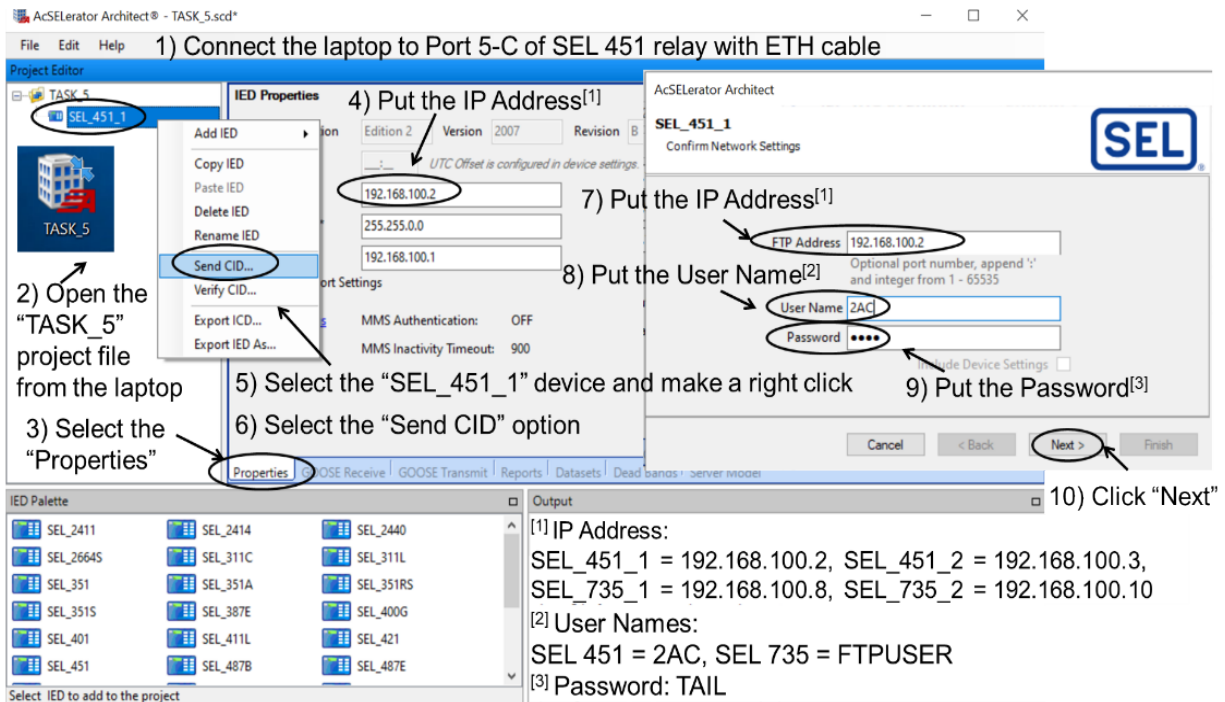 AcSELerator Architect® - TASK_5.scd*
File Edit Help
1) Connect the laptop to Port 5-C of SEL 451 relay with ETH cable
Project Editor
TASK_5
SEL_451_1
TASK_5
2) Open the
“TASK_5”
project file
from the laptop
3) Select the
“Properties”
Add IED
Copy IED
Paste IED
Delete IED
Rename IED
Send CID...
Verify CID...
Export ICD...
Export IED As...
IED Properties
4) Put the IP Address[1]
Edition 2 Version 2007 Revision B
__:__ UTC Offset is configured in device settings.
192.168.100.2
255.255.0.0
192.168.100.1
ort Settings
MMS Authentication: OFF
MMS Inactivity Timeout: 900
5) Select the “SEL_451_1” device and make a right click
6) Select the “Send CID” option
Properties GOOSE Receive GOOSE Transmit Reports Datasets Dead Bands Server Model
AcSELerator Architect
SEL_451_1
Confirm Network Settings
SEL
7) Put the IP Address[1]
FTP Address 192.168.100.2
Optional port number, append ':'
and integer from 1 - 65535
8) Put the User Name[2]
User Name 2AC
Password ••••
Include Device Settings
9) Put the Password[3]
Cancel < Back Next > Finish
10) Click “Next”
IED Palette
SEL_2411 SEL_2414 SEL_2440
SEL_2664S SEL_311C SEL_311L
SEL_351 SEL_351A SEL_351RS
SEL_351S SEL_387E SEL_400G
SEL_401 SEL_411L SEL_421
SEL_451 SEL_487B SEL_487E
Select IED to add to the project
Output
[1] IP Address:
SEL_451_1 = 192.168.100.2, SEL_451_2 = 192.168.100.3,
SEL_735_1 = 192.168.100.8, SEL_735_2 = 192.168.100.10
[2] User Names:
SEL 451 = 2AC, SEL 735 = FTPUSER
[3] Password: TAIL